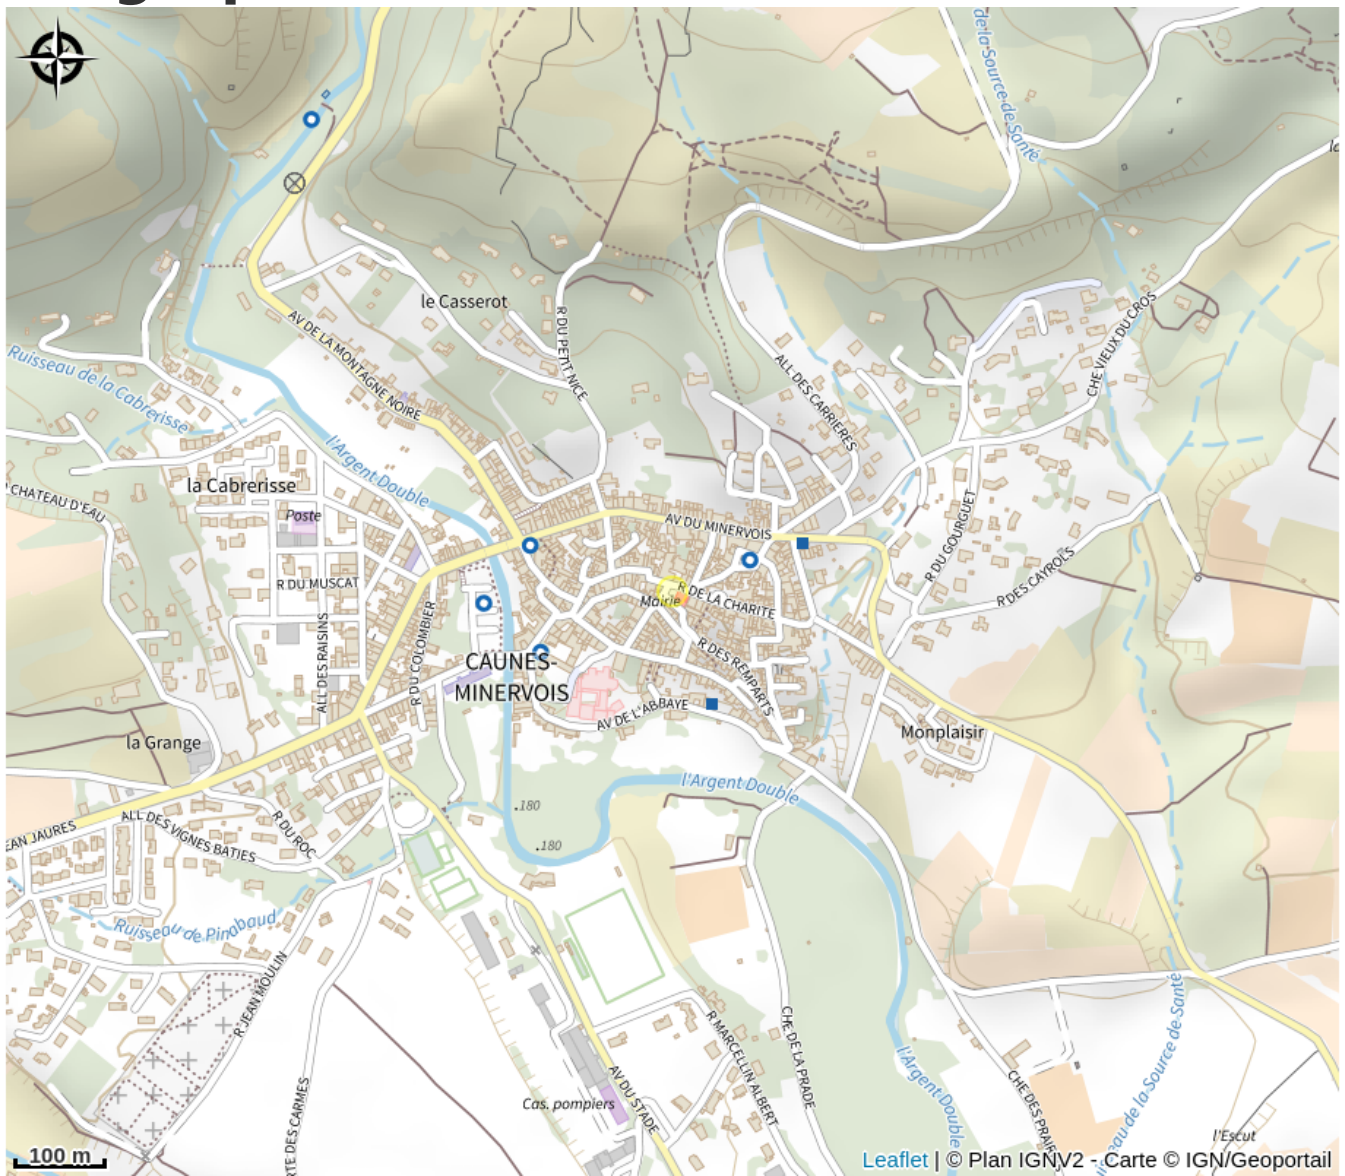 de la Source de Santé
le Casserot
AV DE LA MONTAGNE NOIRE
R DU PETIT NICE
CHE VIEUX DU CROS
Ruisseau de la Cabrerisse
ALL DES CARRIERES
l'Argent Double
la Cabrerisse
CHATEAU D'EAU
Poste
AV DU MINERVOIS
R DU GOURGUET
R DU MUSCAT
R DES CAYROLS
Mairie
R DE LA CHARITE
ALL DES RAISINS
R DU COLOMBIER
R DES REMPARTS
CAUNES-
MINERVOIS
AV DE L'ABBAYE
la Grange
Monplaisir
l'Argent Double
.180
.180
EAN JAURES
ALL DES VIGNES BATIES
R DU ROC
Ruisseau de Pinabaud
R JEAN MOULIN
R MARCELLIN ALBERT
CHE DE LA PRADE
l'Argent Double
AV DU STADE
Cas. pompiers
TE DES CARMES
CHE DES PRAIR
eau de la Source de Santé
l'Escut
100 m
Leaflet | © Plan IGNV2 - Carte © IGN/Geoportail